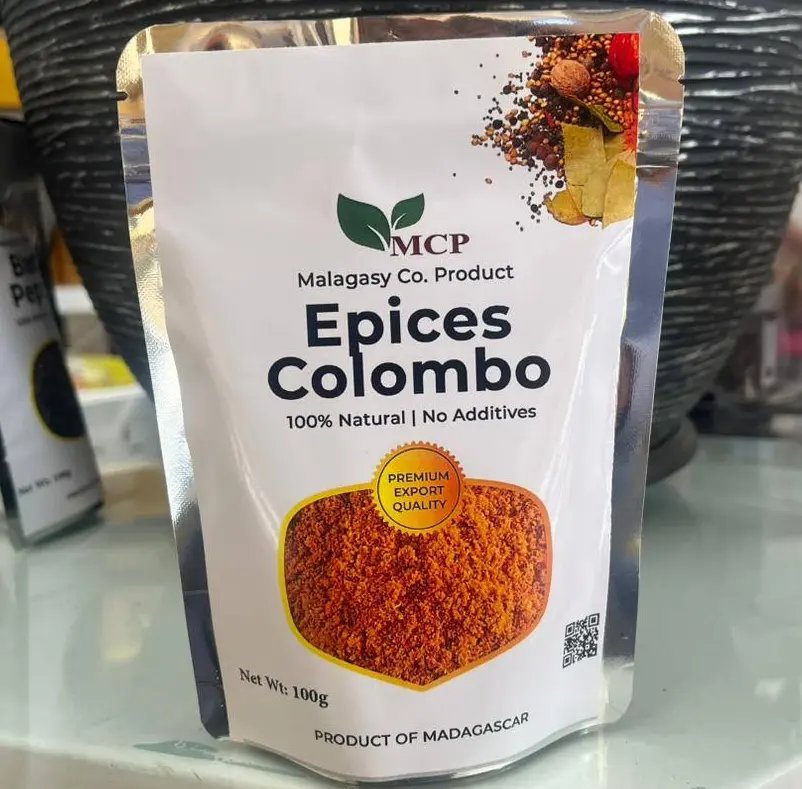 MCP
Malagasy Co. Product
Epices
Colombo
100% Natural | No Additives
PREMIUM
EXPORT
QUALITY
Net Wt: 100g
PRODUCT OF MADAGASCAR